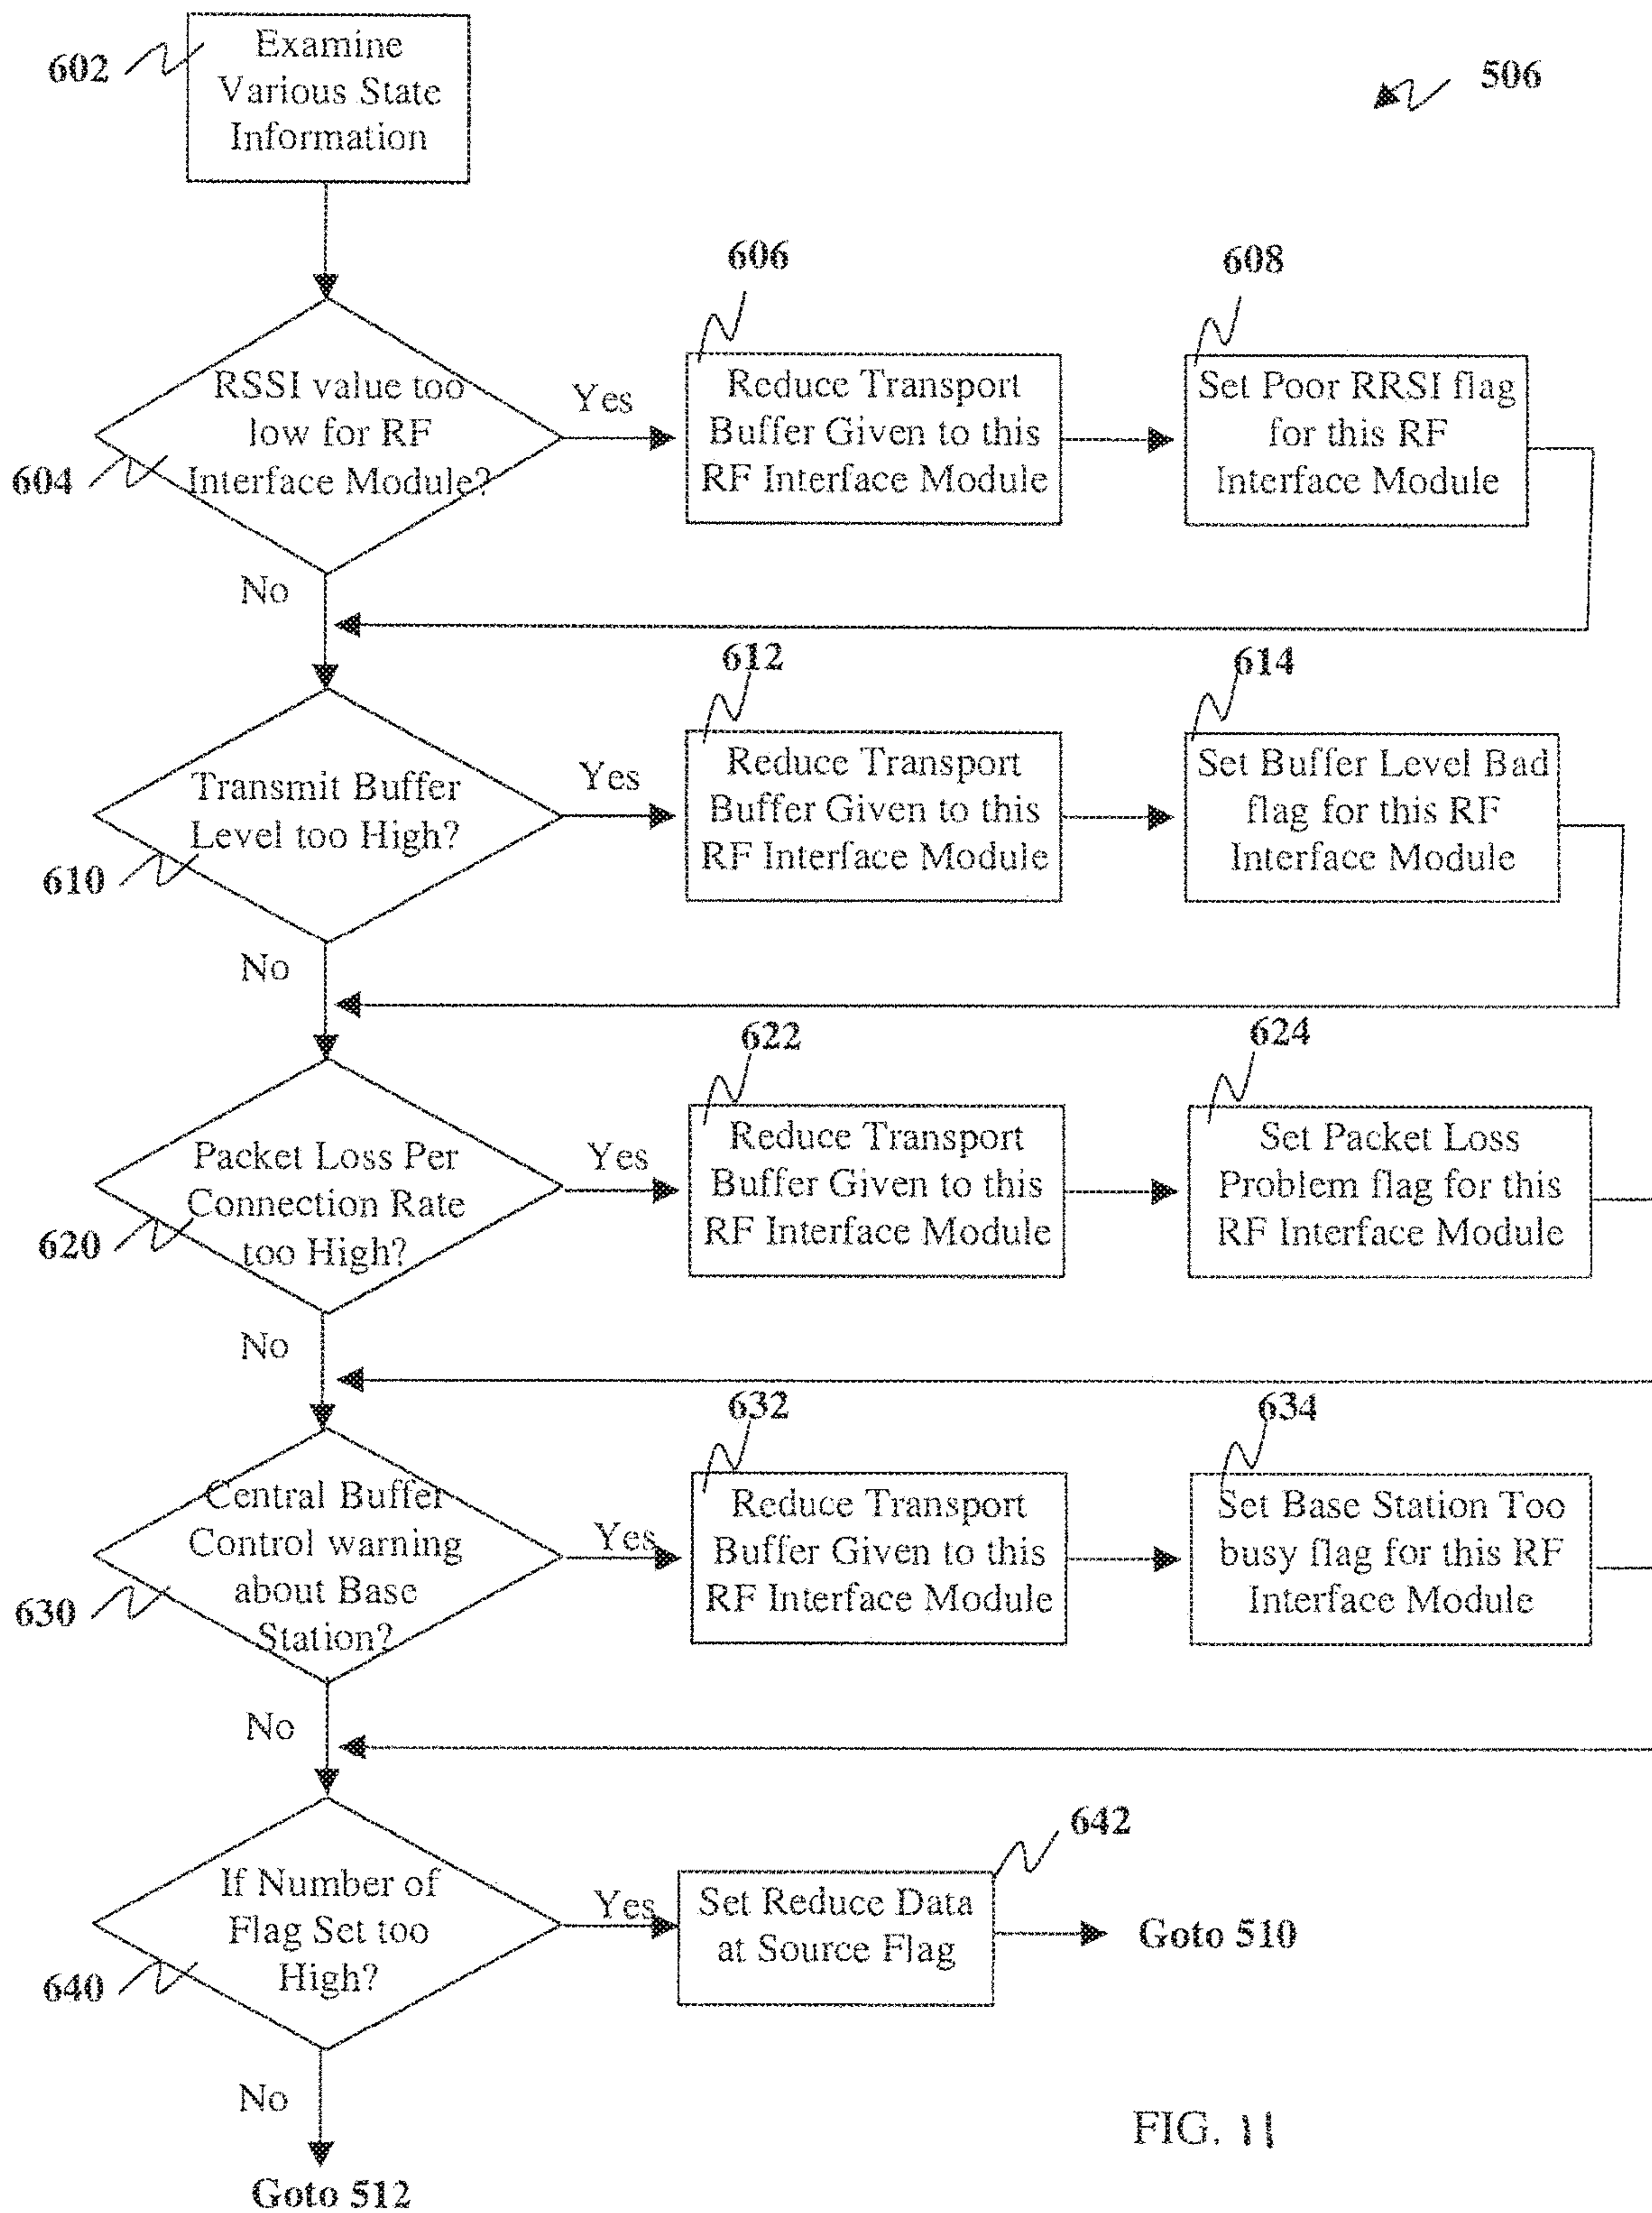 602
Examine
Various State
Information
506
606
608
RSSI value too
low for RF
Interface Module?
604
Yes
Reduce Transport
Buffer Given to this
RF Interface Module
Set Poor RRSI flag
for this RF
Interface Module
No
612
614
Transmit Buffer
Level too High?
610
Yes
Reduce Transport
Buffer Given to this
RF Interface Module
Set Buffer Level Bad
flag for this RF
Interface Module
No
622
624
Packet Loss Per
Connection Rate
too High?
620
Yes
Reduce Transport
Buffer Given to this
RF Interface Module
Set Packet Loss
Problem flag for this
RF Interface Module
No
632
634
Central Buffer
Control warning
about Base
Station?
630
Yes
Reduce Transport
Buffer Given to this
RF Interface Module
Set Base Station Too
busy flag for this RF
Interface Module
No
642
If Number of
Flag Set too
High?
640
Yes
Set Reduce Data
at Source Flag
Goto 510
No
Goto 512
FIG. 11